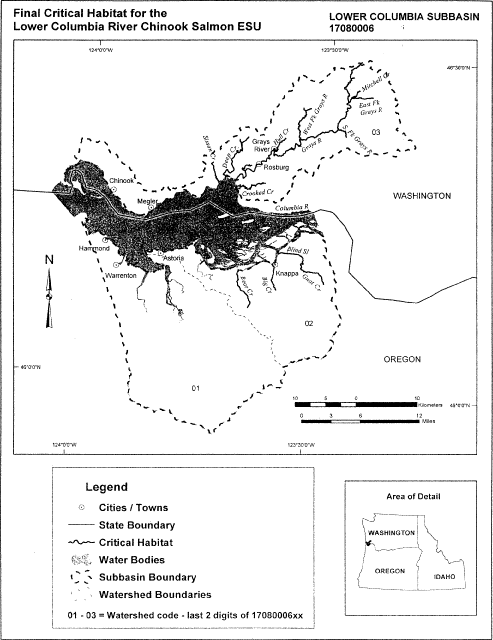 Final Critical Habitat for the
Lower Columbia River Chinook Salmon ESU
LOWER COLUMBIA SUBBASIN
17080006
124°0'0"W
123°30'0"W
46°30'0"N
Mitchell Cr
East Fk
Grays R
West Fk Grays R
Hull Cr
Grays
River
S. Fk Grays R
03
Grays R
Rosburg
Deep Cr
Crooked Cr
Chinook
Megler
WASHINGTON
Columbia R
Hammond
Astoria
Warrenton
Blind Sl
Knappa
Bear Cr
Big Cr
Gnat Cr
N
02
OREGON
01
46°0'0"N
46°0'0"N
10 5 0 10
Kilometers
0 3 6 12
Miles
124°0'0"W
123°30'0"W
Legend
Cities / Towns
State Boundary
Critical Habitat
Water Bodies
Subbasin Boundary
Watershed Boundaries
01 - 03 = Watershed code - last 2 digits of 17080006xx
Area of Detail
WASHINGTON
OREGON
IDAHO